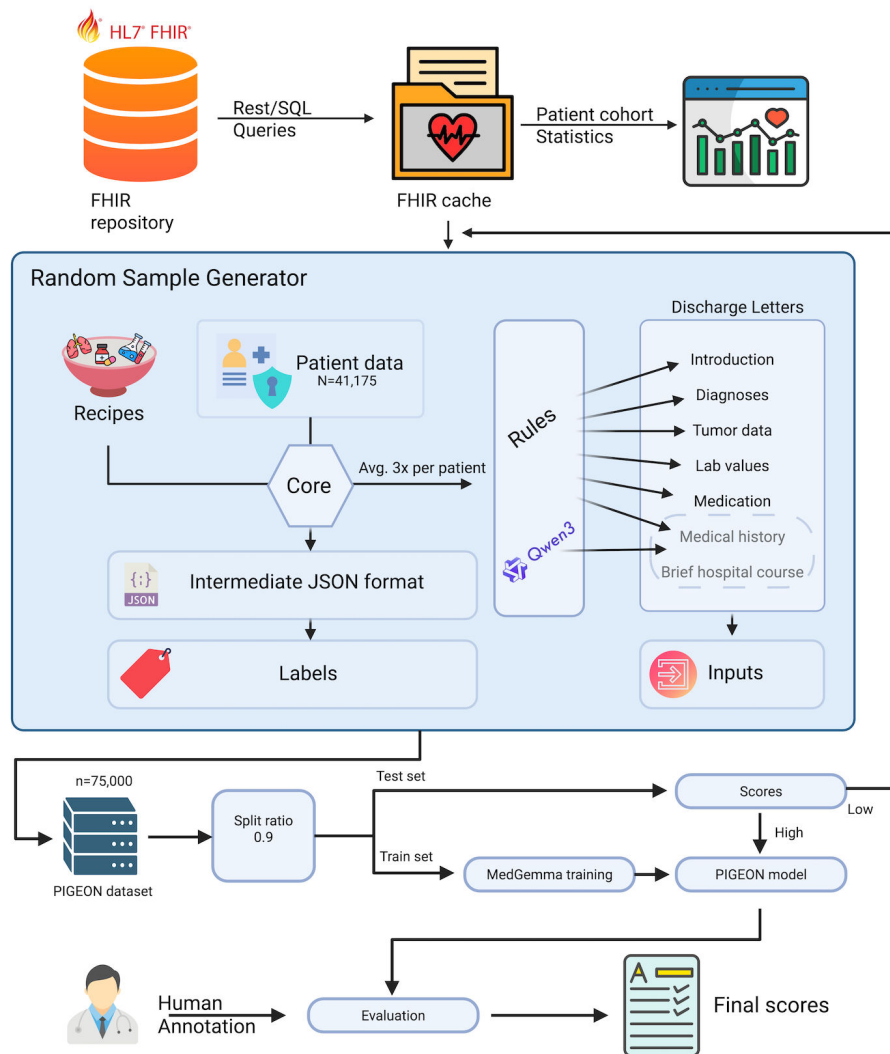 HL7® FHIR®
Rest/SQL
Queries
Patient cohort
Statistics
FHIR
repository
FHIR cache
Random Sample Generator
Discharge Letters
Recipes
Patient data
N=41,175
Core
Avg. 3x per patient
Rules
Qwen3
Introduction
Diagnoses
Tumor data
Lab values
Medication
Medical history
Brief hospital course
{;}
JSON
Intermediate JSON format
Labels
Inputs
n=75,000
PIGEON dataset
Split ratio
0.9
Test set
Train set
Scores
Low
High
MedGemma training
PIGEON model
Human
Annotation
Evaluation
A
Final scores